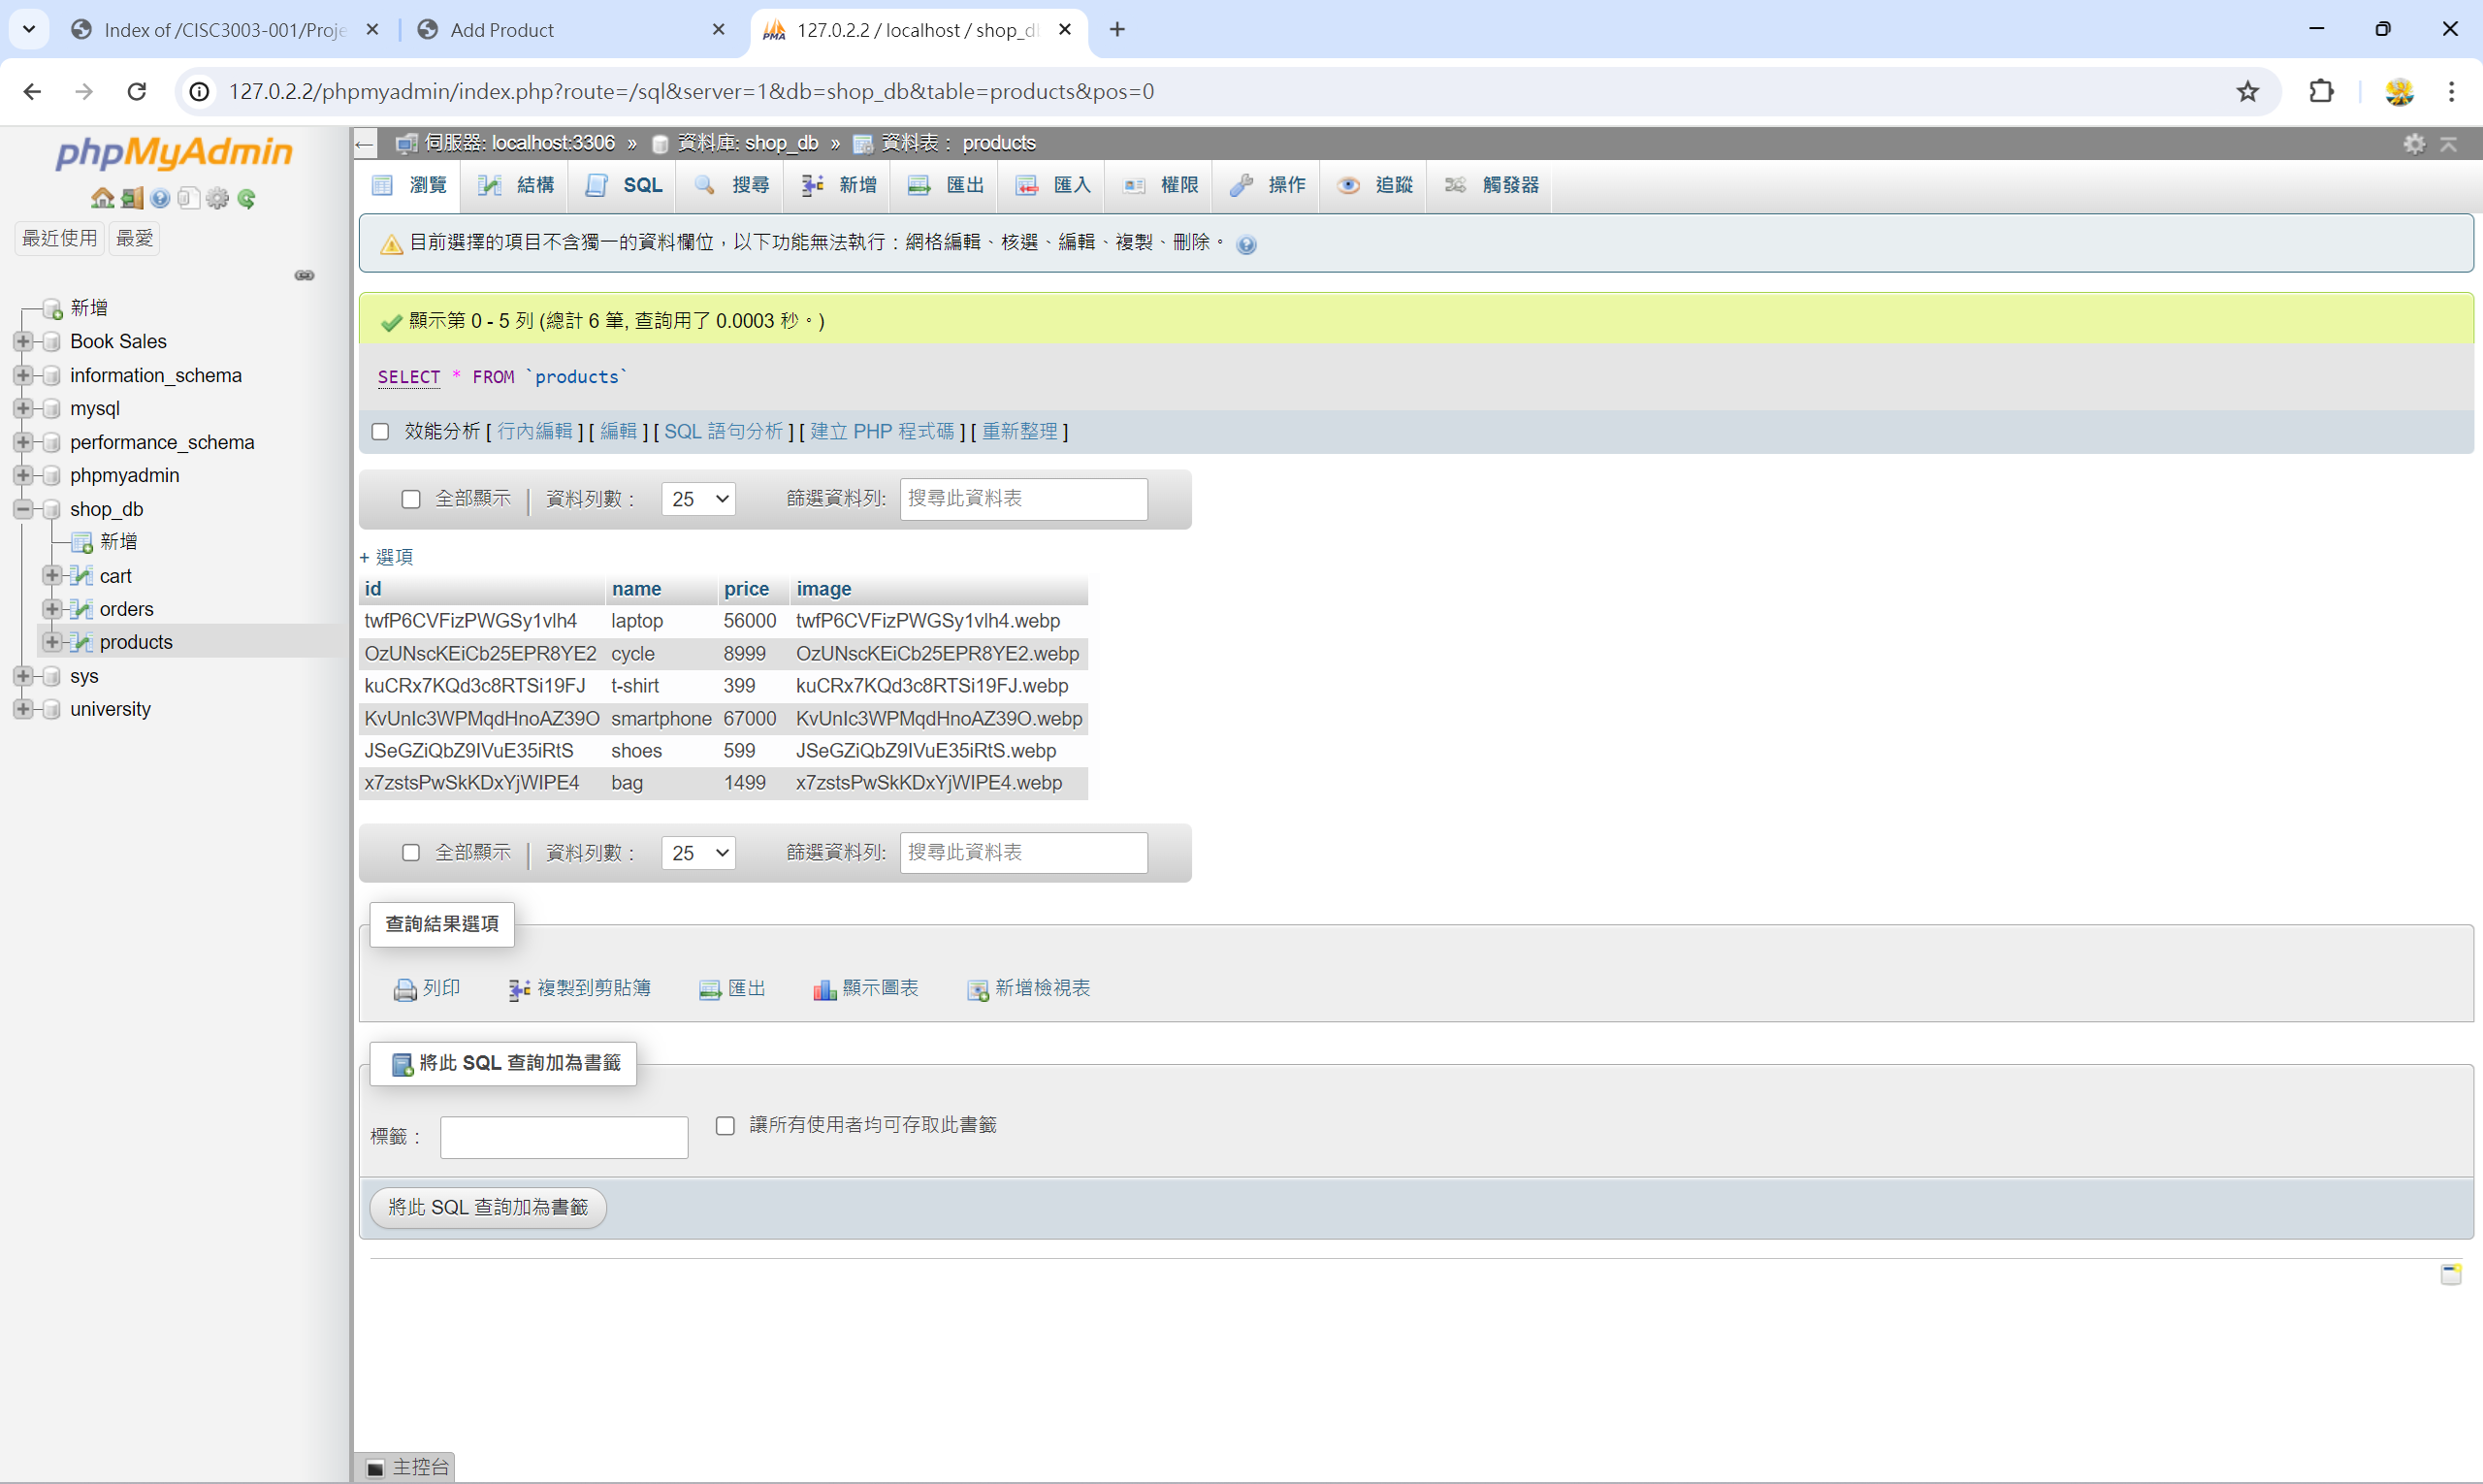 Index of /CISC3003-001/Proje
Add Product
127.0.2.2 / localhost / shop_d
127.0.2.2/phpmyadmin/index.php?route=/sql&server=1&db=shop_db&table=products&pos=0
phpMyAdmin
最近使用 最愛
新增
Book Sales
information_schema
mysql
performance_schema
phpmyadmin
shop_db
新增
cart
orders
products
sys
university
伺服器: localhost:3306 » 資料庫: shop_db » 資料表： products
瀏覽 結構 SQL 搜尋 新增 匯出 匯入 權限 操作 追蹤 觸發器
目前選擇的項目不含獨一的資料欄位，以下功能無法執行：網格編輯、核選、編輯、複製、刪除。
顯示第 0 - 5 列 (總計 6 筆, 查詢用了 0.0003 秒。)
SELECT * FROM `products`
效能分析 [ 行內編輯 ] [ 編輯 ] [ SQL 語句分析 ] [ 建立 PHP 程式碼 ] [ 重新整理 ]
全部顯示 | 資料列數： 25 篩選資料列: 搜尋此資料表
+ 選項
id name price image
twfP6CVFizPWGSy1vlh4 laptop 56000 twfP6CVFizPWGSy1vlh4.webp
OzUNscKEiCb25EPR8YE2 cycle 8999 OzUNscKEiCb25EPR8YE2.webp
kuCRx7KQd3c8RTSi19FJ t-shirt 399 kuCRx7KQd3c8RTSi19FJ.webp
KvUnIc3WPMqdHnoAZ39O smartphone 67000 KvUnIc3WPMqdHnoAZ39O.webp
JSeGZiQbZ9IVuE35iRtS shoes 599 JSeGZiQbZ9IVuE35iRtS.webp
x7zstsPwSkKDxYjWIPE4 bag 1499 x7zstsPwSkKDxYjWIPE4.webp
全部顯示 | 資料列數： 25 篩選資料列: 搜尋此資料表
查詢結果選項
列印 複製到剪貼簿 匯出 顯示圖表 新增檢視表
將此 SQL 查詢加為書籤
標籤： 讓所有使用者均可存取此書籤
將此 SQL 查詢加為書籤
主控台